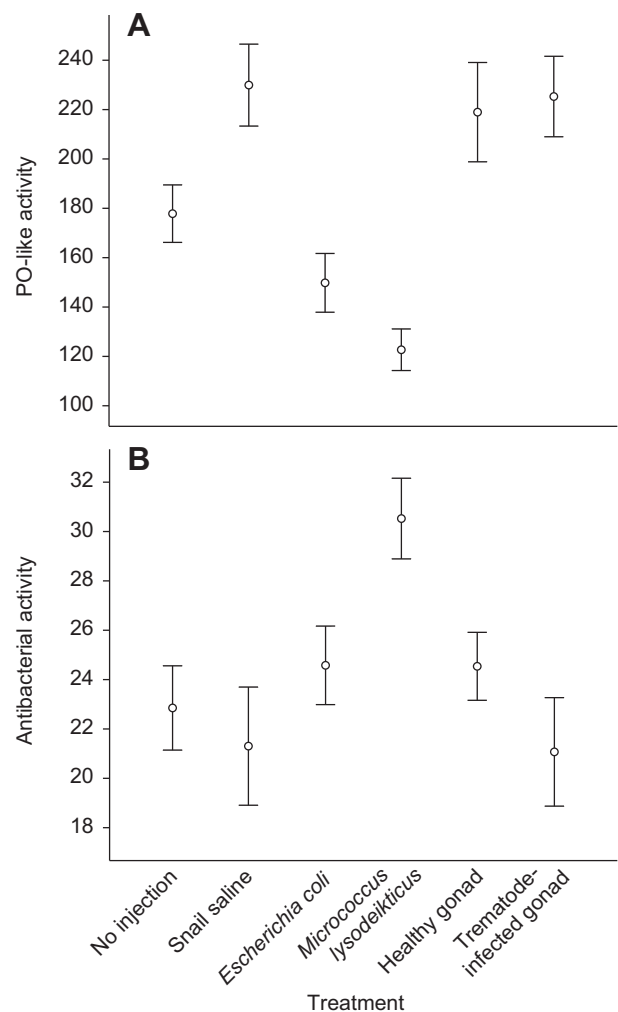 A
PO-like activity
240
220
200
180
160
140
120
100
B
Antibacterial activity
32
30
28
26
24
22
20
18
No injection
Snail saline
Escherichia coli
Micrococcus
lysodeikticus
Healthy gonad
Trematode-
infected gonad
Treatment